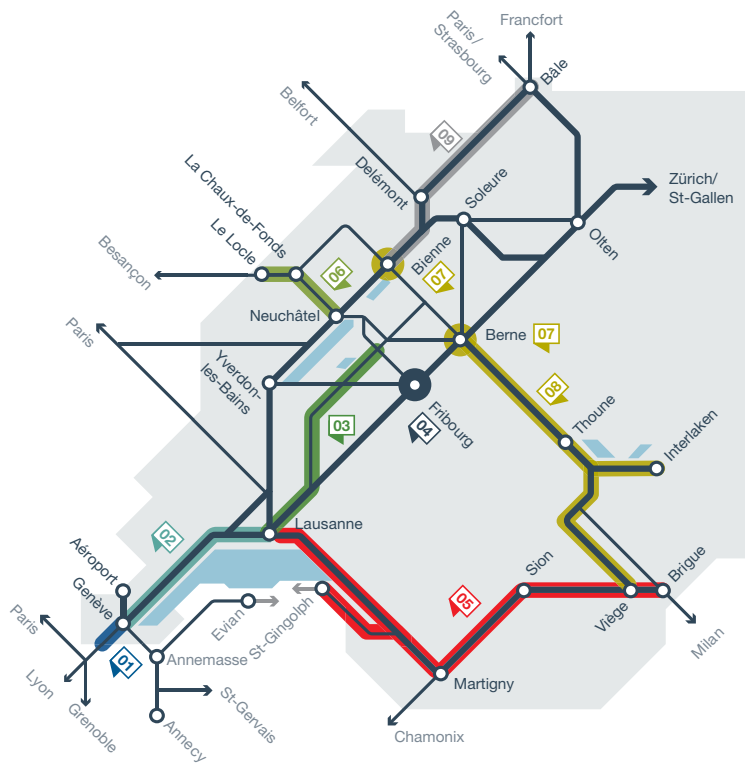 Francfort
Paris/
Strasbourg
Bâle
Belfort
09
Delémont
Soleure
Zürich/
St-Gallen
La Chaux-de-Fonds
Le Locle
Olten
Besançon
06
Bienne
07
Neuchâtel
Paris
Berne
07
Yverdon-
les-Bains
08
Thoune
Interlaken
03
Fribourg
04
Lausanne
02
Aéroport
Genève
Sion
05
Brigue
Viège
Milan
Evian
St-Gingolph
Paris
01
Annemasse
Martigny
Lyon
Grenoble
St-Gervais
Annecy
Chamonix